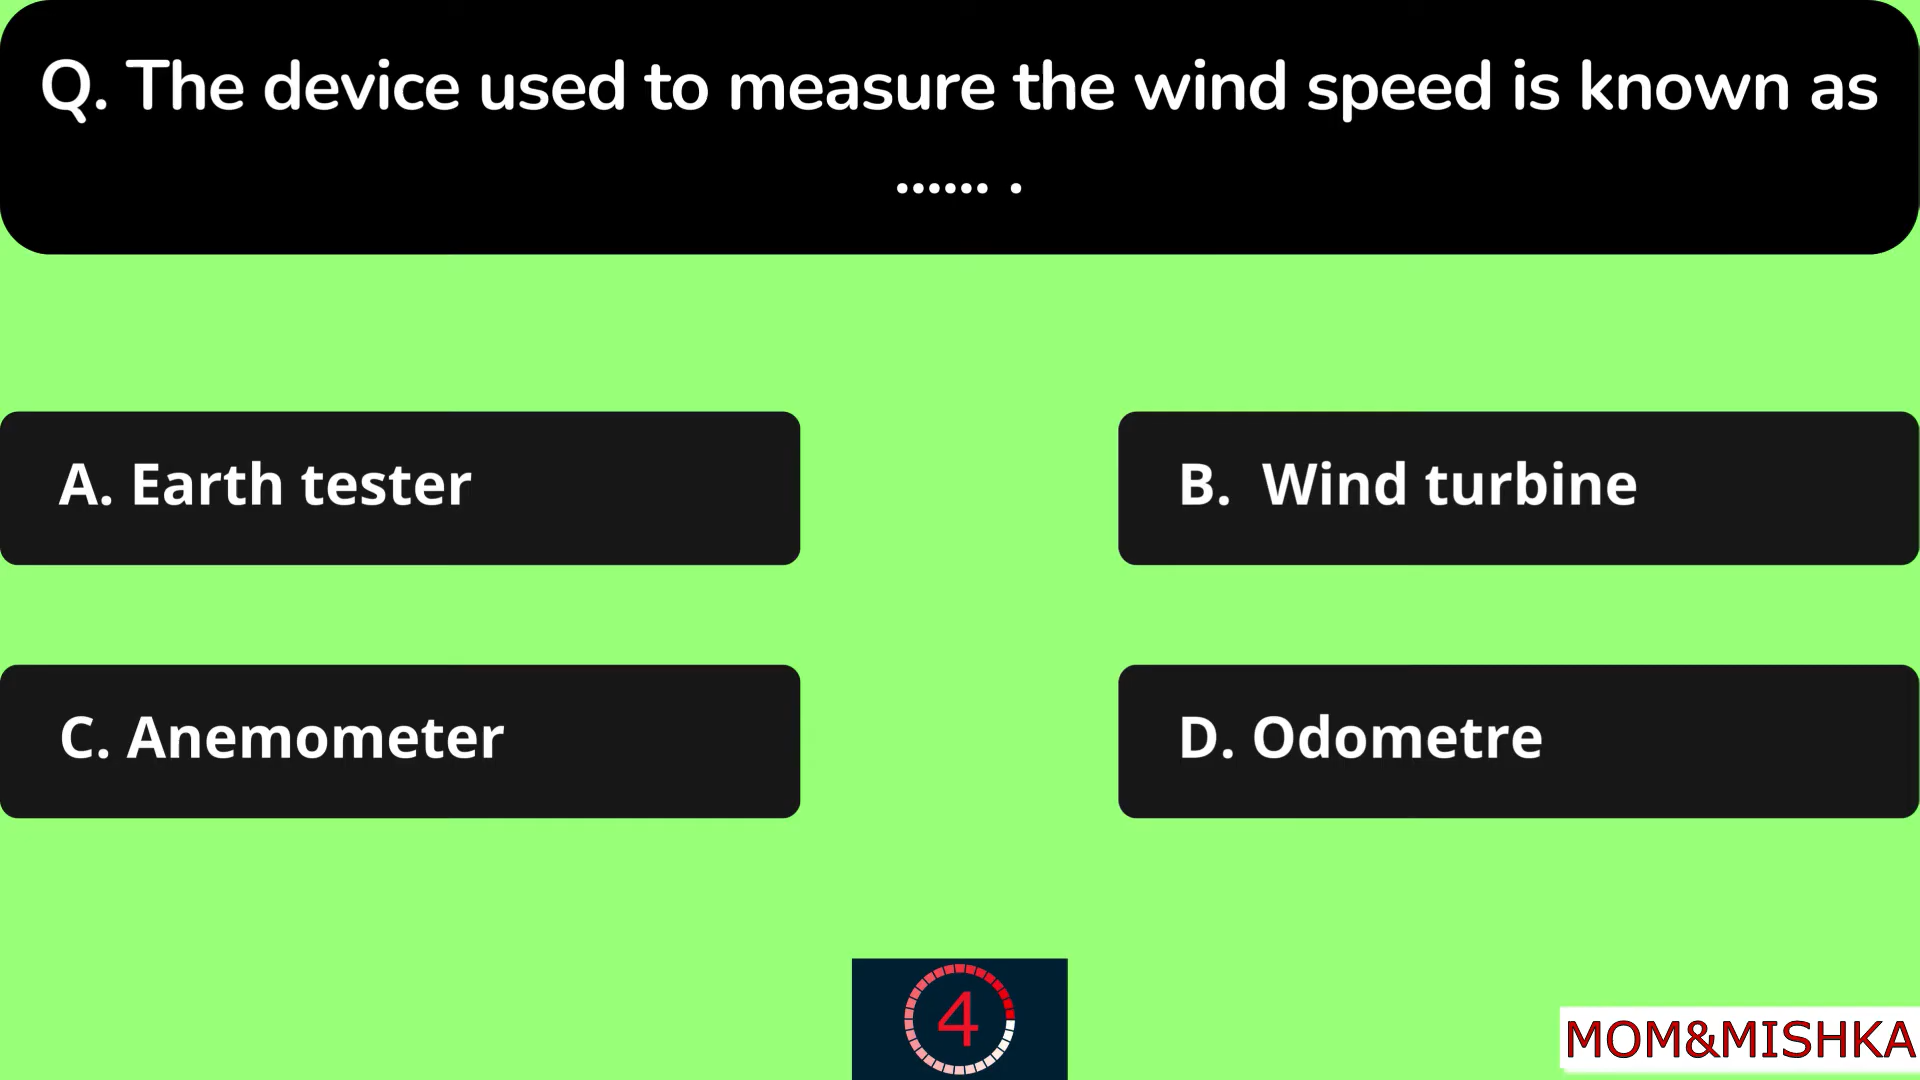 Q. The device used to measure the wind speed is known as
...... .
A. Earth tester
B. Wind turbine
C. Anemometer
D. Odometre
4
MOM&MISHKA